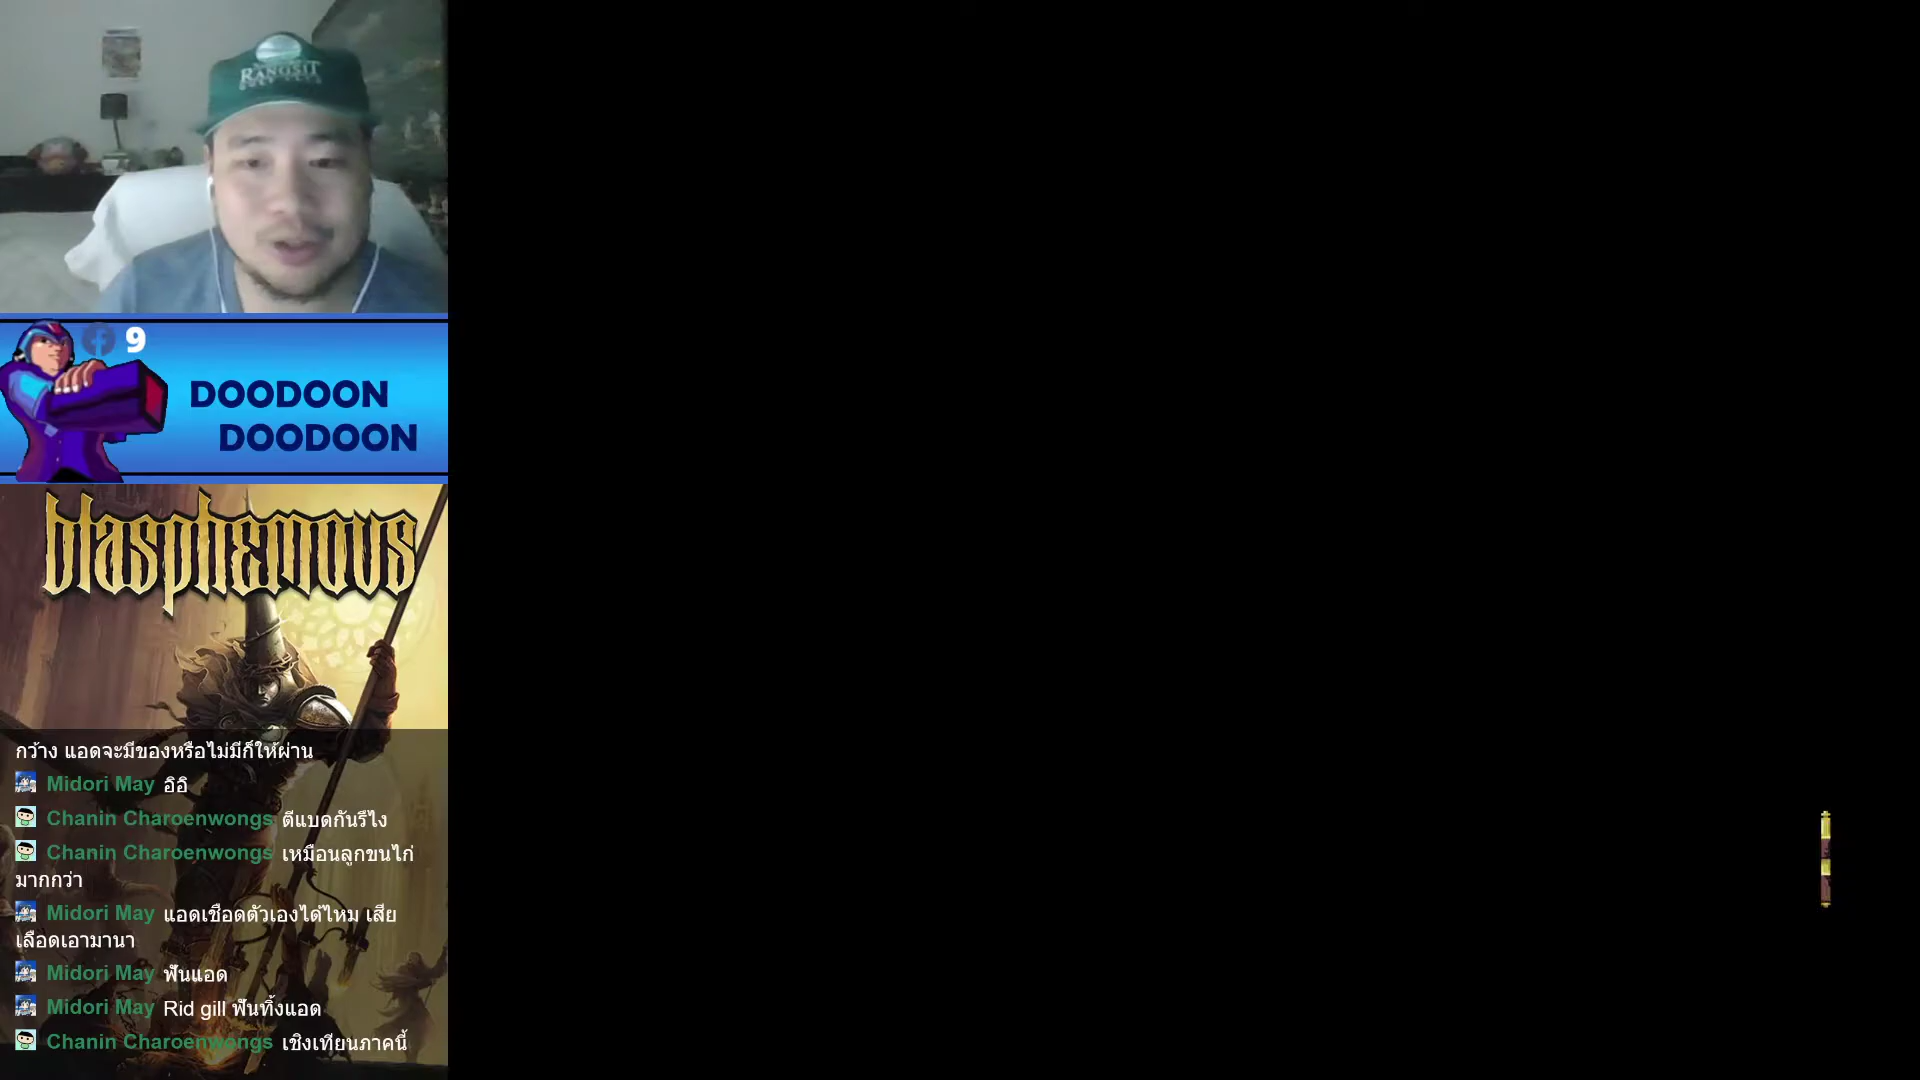 RANGSIT
9
DOODOON
DOODOON
blasphemous
กว้าง แอดจะมีของหรือไม่มีก็ให้ผ่าน
Midori May อิอิ
Chanin Charoenwongs ตีแบดกันรึไง
Chanin Charoenwongs เหมือนลูกขนไก่
มากกว่า
Midori May แอดเชือดตัวเองได้ไหม เสีย
เลือดเอามานา
Midori May ฟันแอด
Midori May Rid gill ฟันทิ้งแอด
Chanin Charoenwongs เชิงเทียนภาคนี้